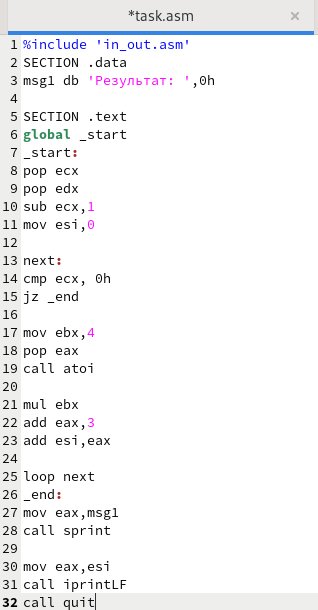 *task.asm ×
1 %include 'in_out.asm'
2 SECTION .data
3 msg1 db 'Результат: ',0h
4
5 SECTION .text
6 global _start
7 _start:
8 pop ecx
9 pop edx
10 sub ecx,1
11 mov esi,0
12
13 next:
14 cmp ecx, 0h
15 jz _end
16
17 mov ebx,4
18 pop eax
19 call atoi
20
21 mul ebx
22 add eax,3
23 add esi,eax
24
25 loop next
26 _end:
27 mov eax,msg1
28 call sprint
29
30 mov eax,esi
31 call iprintLF
32 call quit